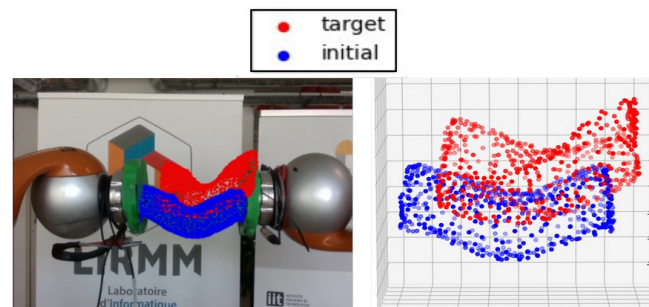 target
initial
LIRMM
Laboratoire
d'Informatique
iit